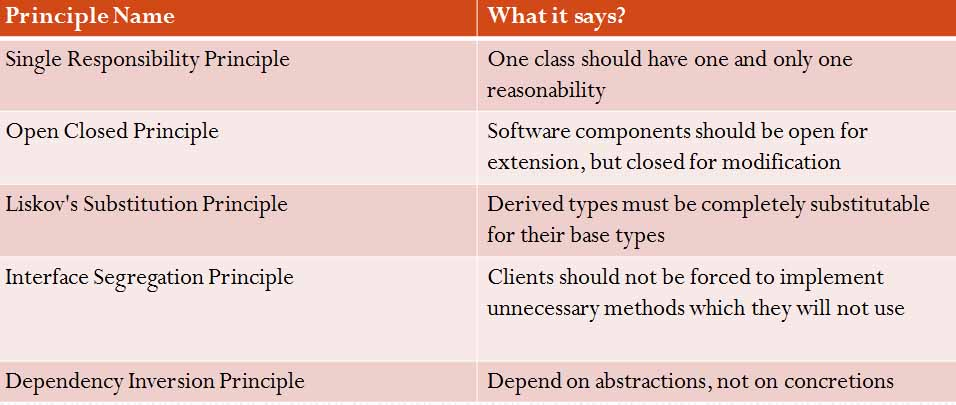 Principle Name
What it says?
Single Responsibility Principle
One class should have one and only one
reasonability
Open Closed Principle
Software components should be open for
extension, but closed for modification
Liskov's Substitution Principle
Derived types must be completely substitutable
for their base types
Interface Segregation Principle
Clients should not be forced to implement
unnecessary methods which they will not use
Dependency Inversion Principle
Depend on abstractions, not on concretions